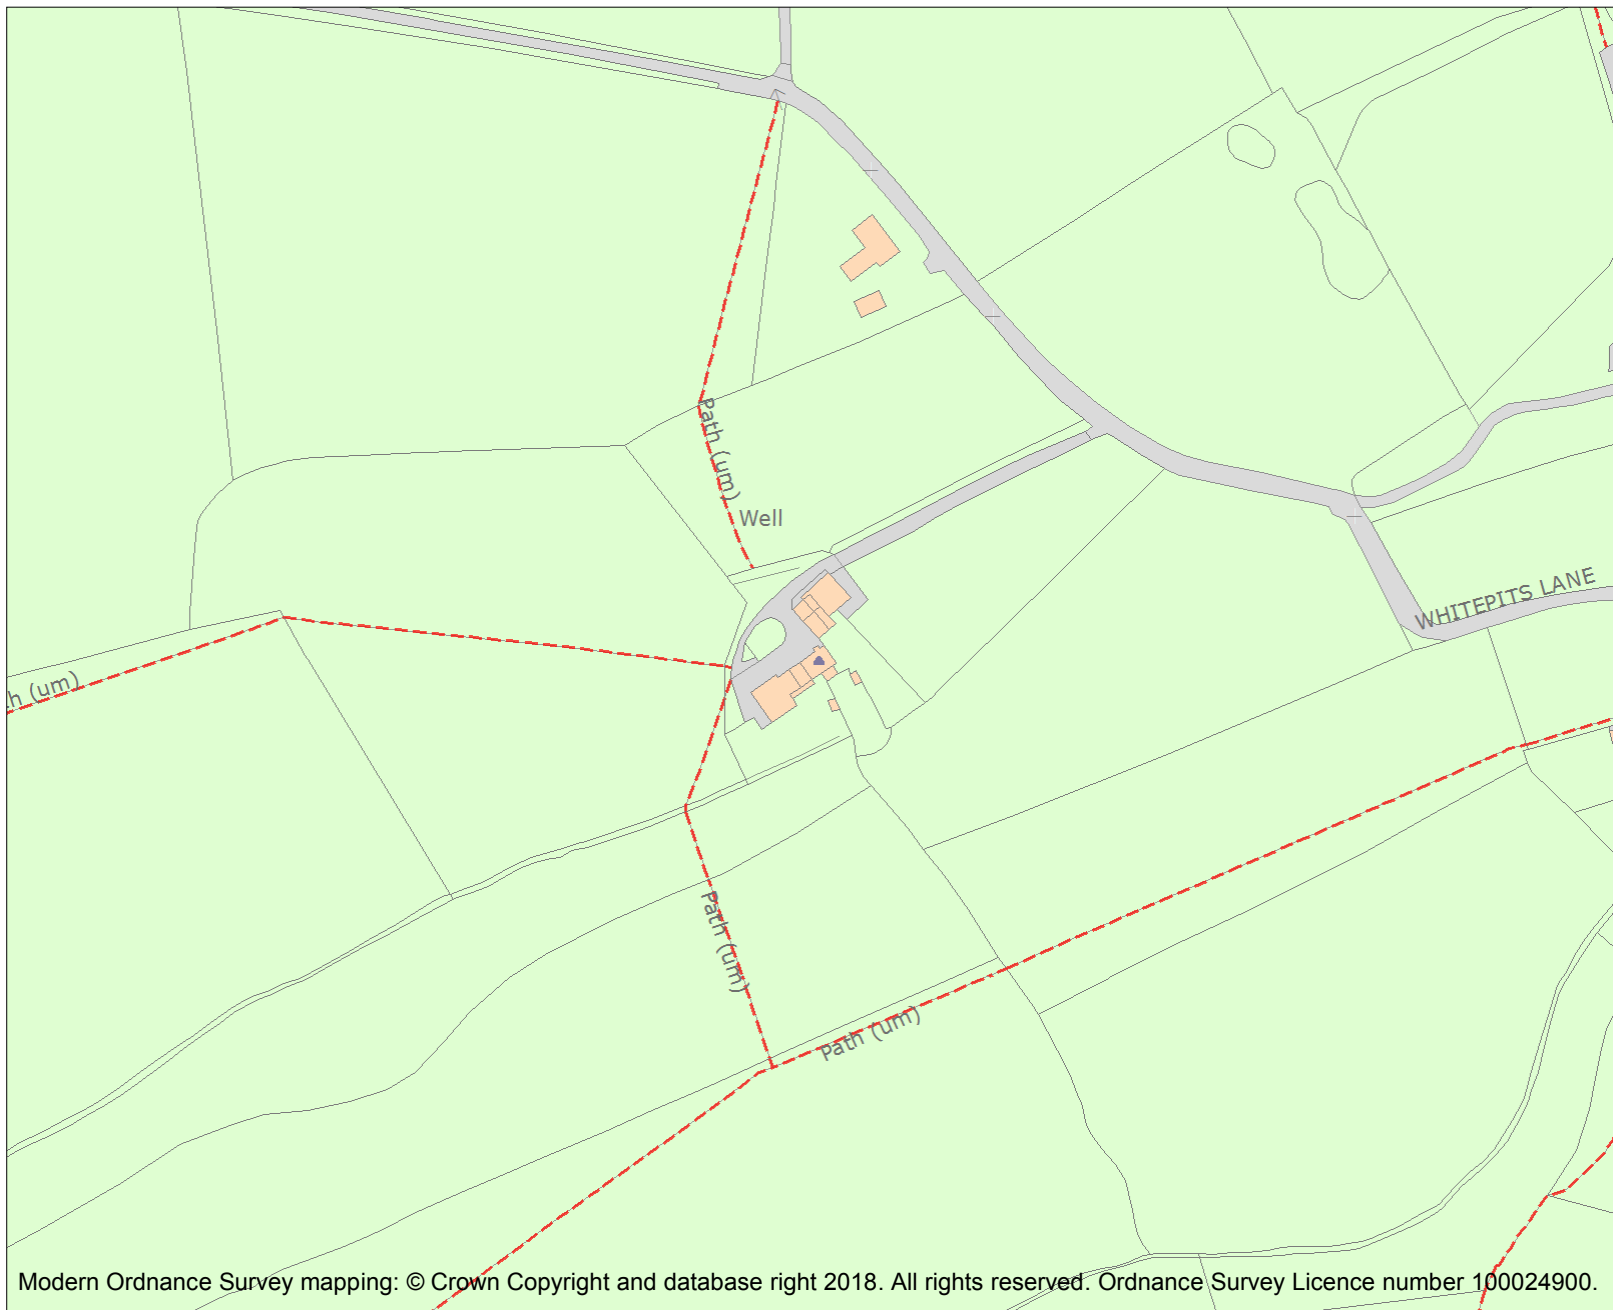 Path (um)
Well
WHITEPITS LANE
th (um)
Path (um)
Path (um)
Modern Ordnance Survey mapping: © Crown Copyright and database right 2018. All rights reserved. Ordnance Survey Licence number 100024900.